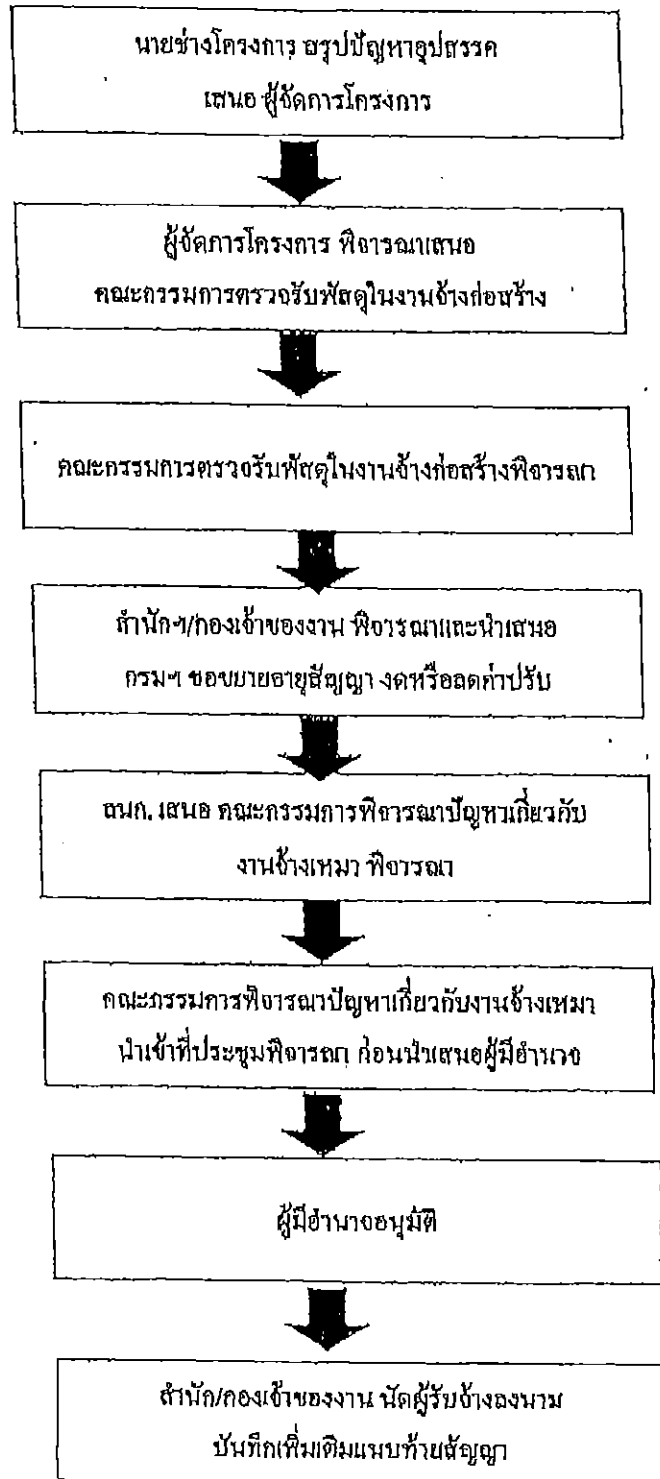 นายช่างโครงการ สรุปปัญหาอุปสรรค
เสนอ ผู้จัดการโครงการ
ผู้จัดการโครงการ พิจารณาเสนอ
คณะกรรมการตรวจรับพัสดุในงานจ้างก่อสร้าง
คณะกรรมการตรวจรับพัสดุในงานจ้างก่อสร้างพิจารณา
สำนักฯ/กองเจ้าของงาน พิจารณาและนำเสนอ
กรมฯ ขอขยายอายุสัญญา งดหรือลดค่าปรับ
สนก. เสนอ คณะกรรมการพิจารณาปัญหาเกี่ยวกับ
งานจ้างเหมา พิจารณา
คณะกรรมการพิจารณาปัญหาเกี่ยวกับงานจ้างเหมา
นำเข้าที่ประชุมพิจารณา ก่อนนำเสนอผู้มีอำนาจ
ผู้มีอำนาจอนุมัติ
สำนัก/กองเจ้าของงาน นัดผู้รับจ้างลงนาม
บันทึกเพิ่มเติมแนบท้ายสัญญา